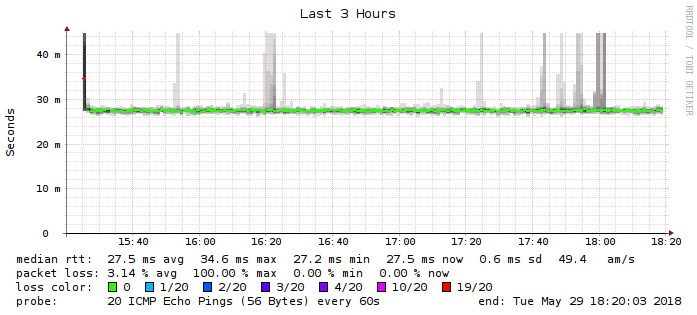 Last 3 Hours
RRDTOOL / TOBI OETIKER
Seconds
40 m
30 m
20 m
10 m
0
15:40 16:00 16:20 16:40 17:00 17:20 17:40 18:00 18:20
median rtt: 27.5 ms avg 34.6 ms max 27.2 ms min 27.5 ms now 0.6 ms sd 49.4 am/s
packet loss: 3.14 % avg 100.00 % max 0.00 % min 0.00 % now
loss color: 0 1/20 2/20 3/20 4/20 10/20 19/20
probe: 20 ICMP Echo Pings (56 Bytes) every 60s end: Tue May 29 18:20:03 2018